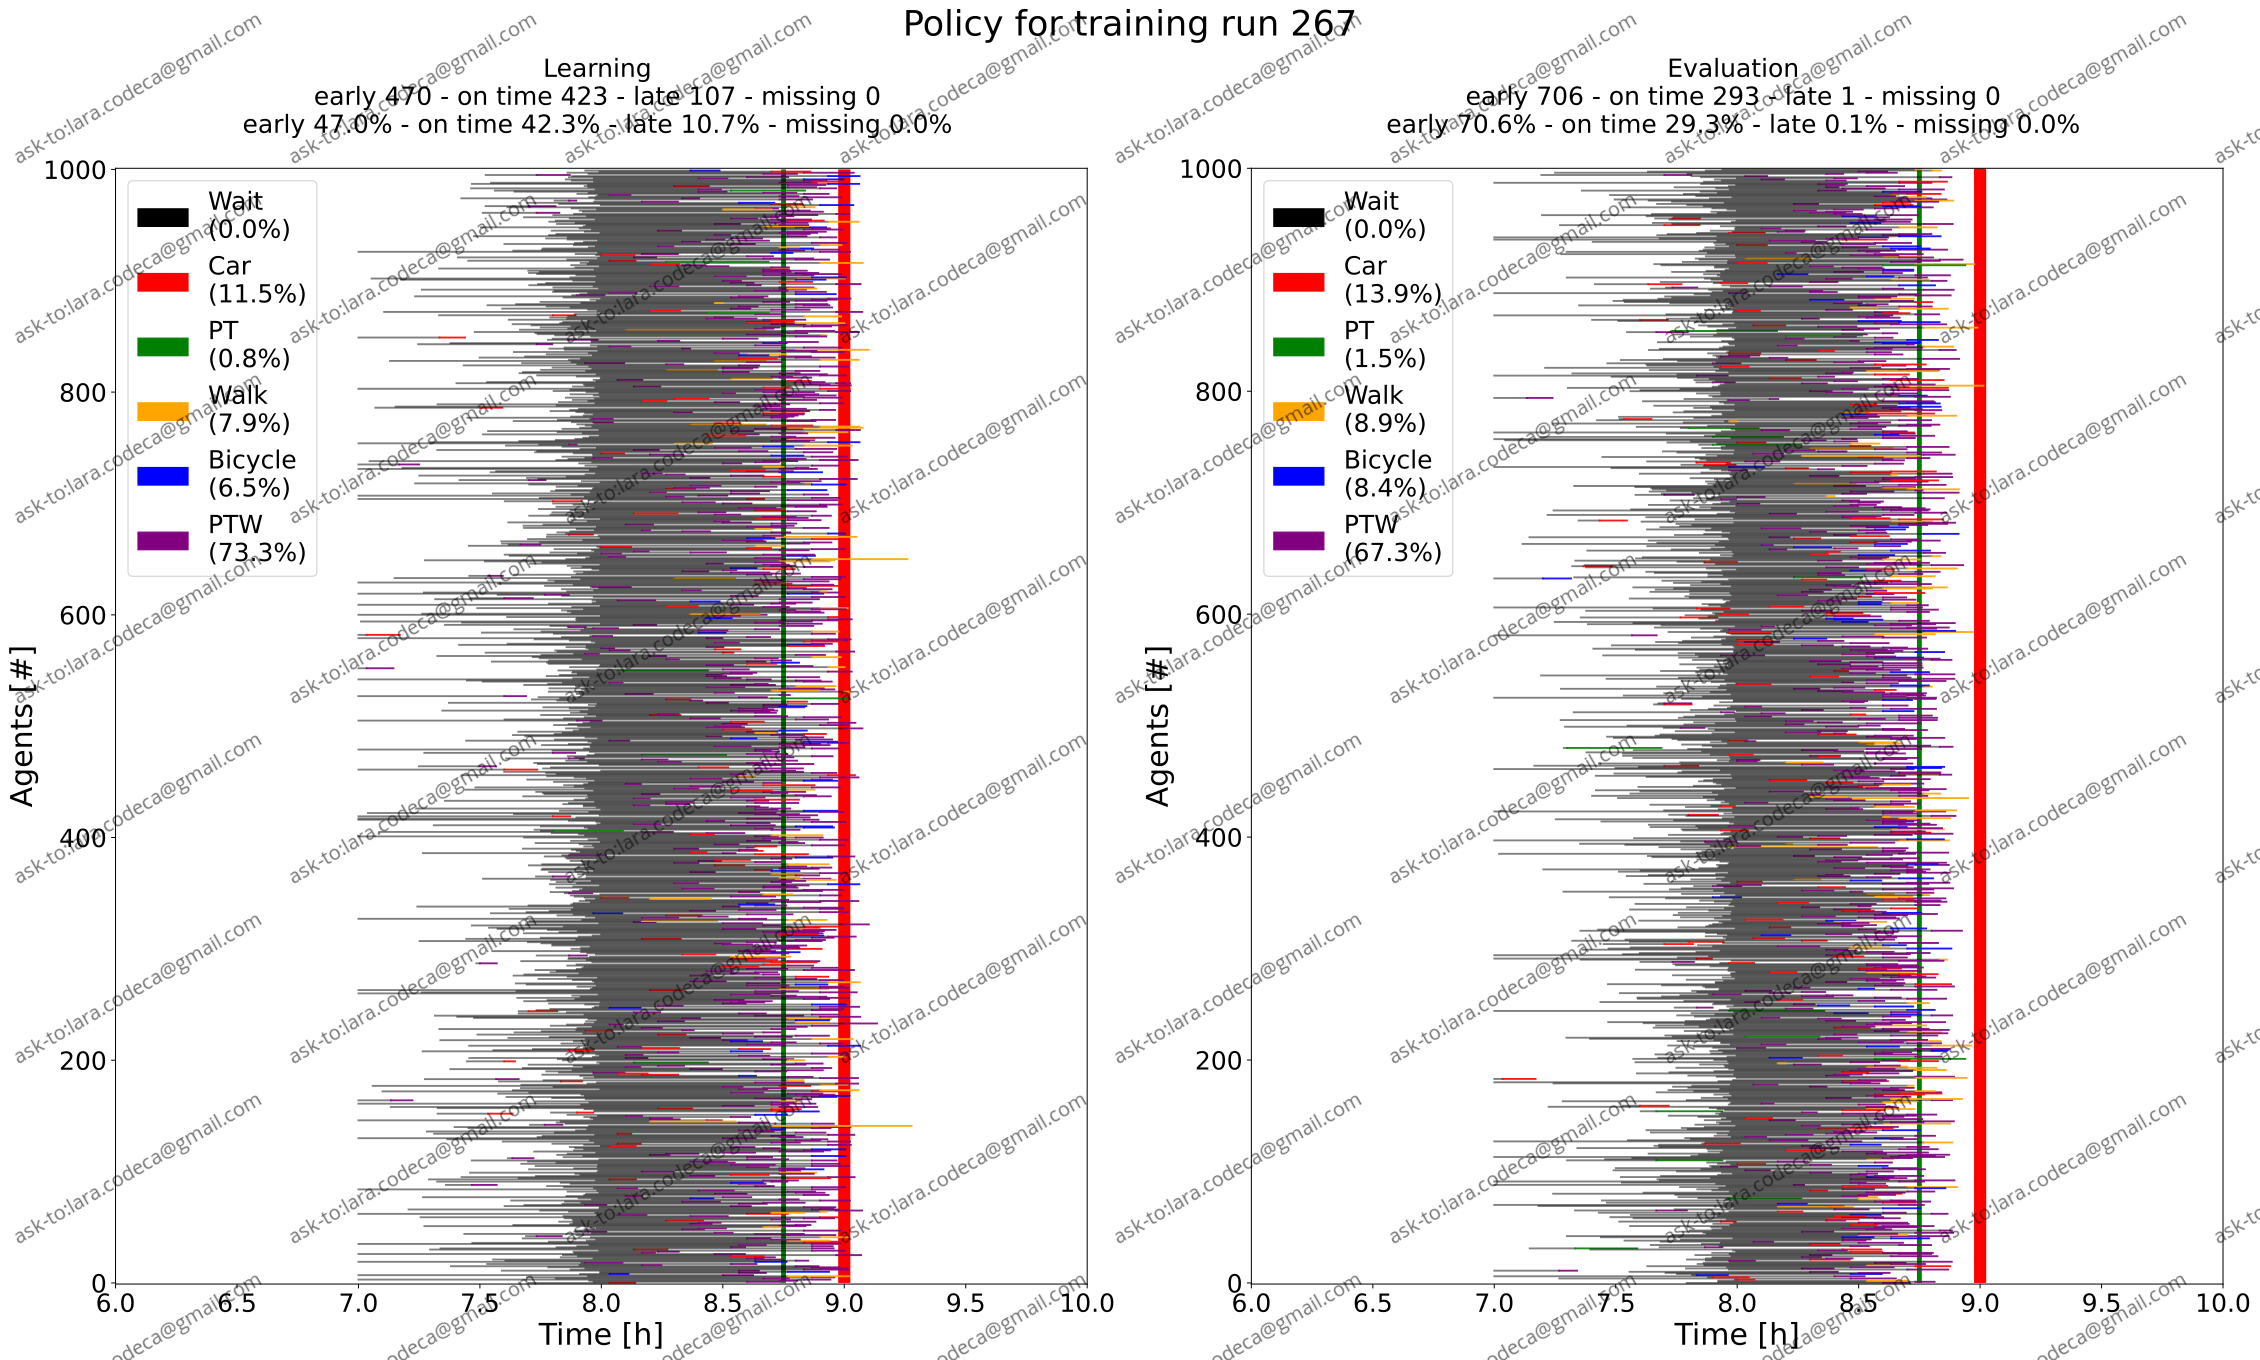 Policy for training run 267
Learning
early 470 - on time 423 - late 107 - missing 0
early 47.0% - on time 42.3% - late 10.7% - missing 0.0%
Evaluation
early 706 - on time 293 - late 1 - missing 0
early 70.6% - on time 29.3% - late 0.1% - missing 0.0%
Wait
(0.0%)
Car
(11.5%)
PT
(0.8%)
Walk
(7.9%)
Bicycle
(6.5%)
PTW
(73.3%)
Agents [#]
1000
800
600
400
200
0
6.0 6.5 7.0 7.5 8.0 8.5 9.0 9.5 10.0
Time [h]
Wait
(0.0%)
Car
(13.9%)
PT
(1.5%)
Walk
(8.9%)
Bicycle
(8.4%)
PTW
(67.3%)
Agents [#]
1000
800
600
400
200
0
6.0 6.5 7.0 7.5 8.0 8.5 9.0 9.5 10.0
Time [h]
ask-to:lara.codeca@gmail.com